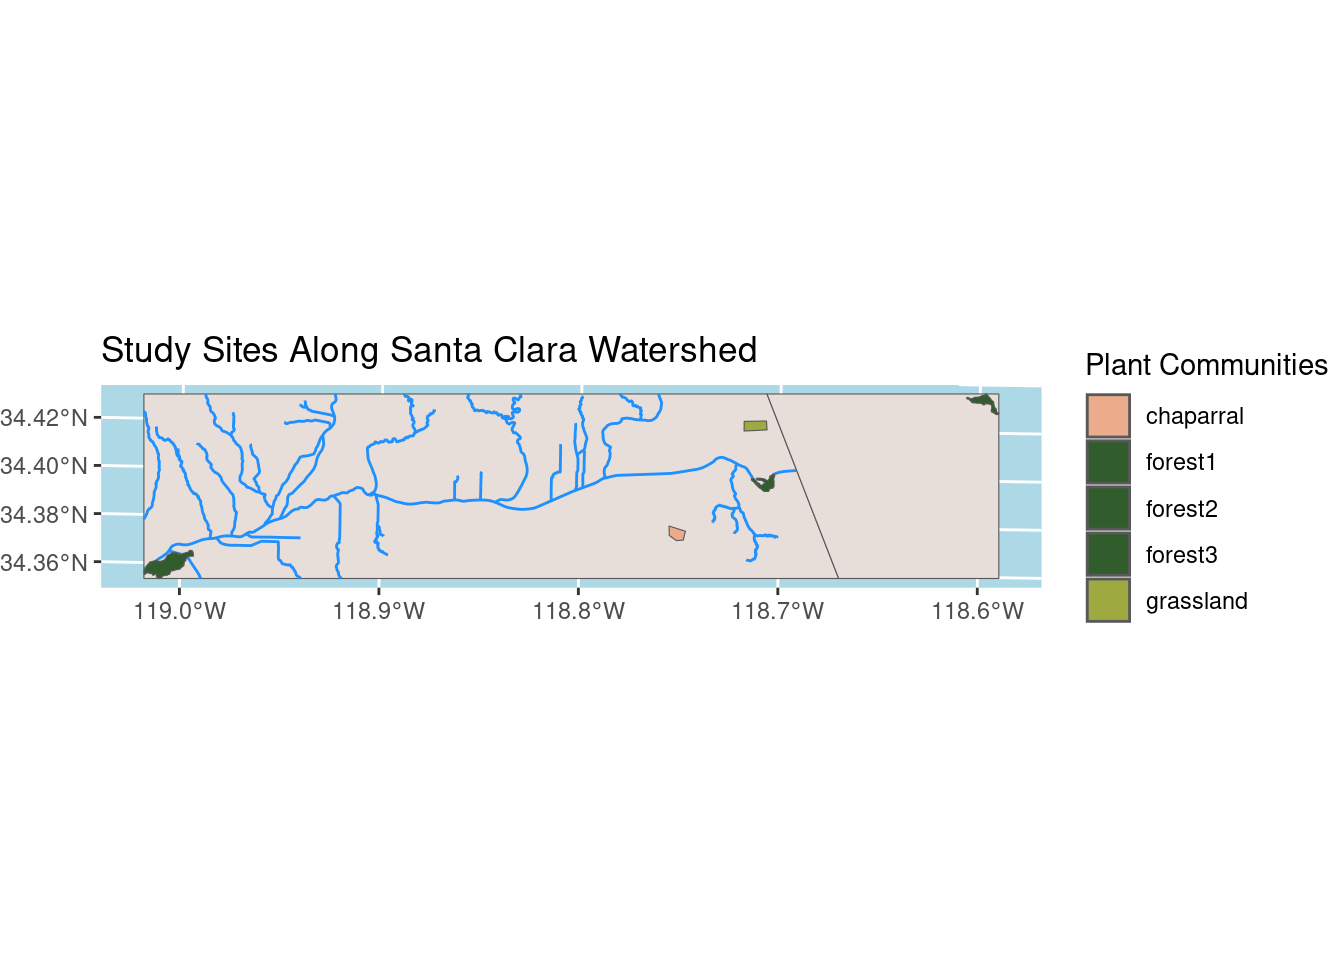 Study Sites Along Santa Clara Watershed
34.42°N
34.40°N
34.38°N
34.36°N
119.0°W
118.9°W
118.8°W
118.7°W
118.6°W
Plant Communities
chaparral
forest1
forest2
forest3
grassland